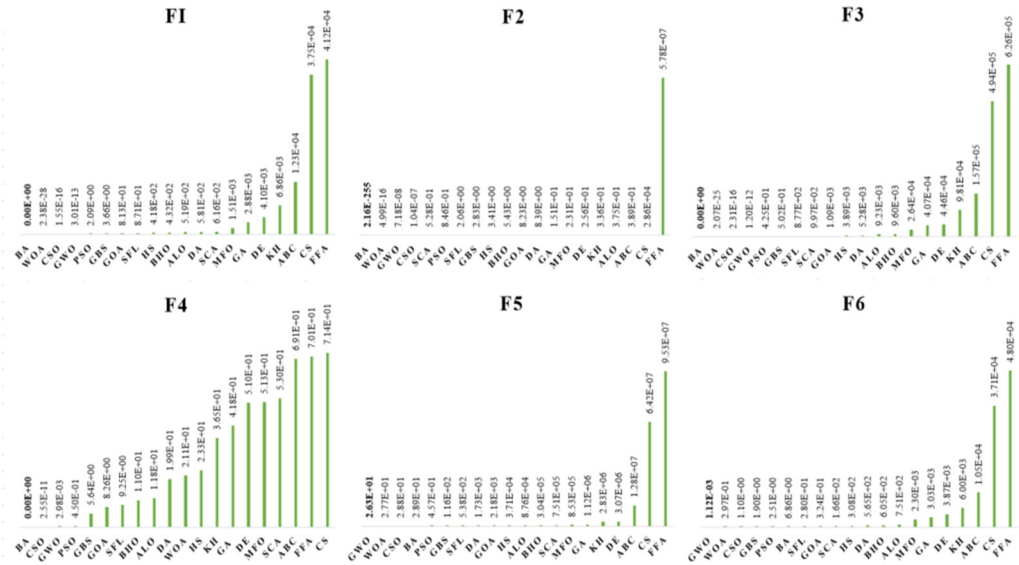 F1
0.00E+00
2.38E-28
1.55E-16
3.01E-13
2.09E+00
3.66E+00
8.13E+01
8.71E+01
4.18E+02
4.32E+02
5.19E+02
5.81E+02
6.16E+02
1.51E+03
2.88E+03
4.10E+03
6.86E+03
1.23E+04
3.75E+04
4.12E+04
BA
WOA
CSO
GWO
PSO
GBS
GOA
SFL
HS
BHO
ALO
DA
SCA
MFO
GA
DE
KH
ABC
CS
FFA
F2
2.16E-255
4.99E-16
7.18E-08
1.04E-07
5.28E-01
8.46E-01
2.06E+00
2.83E+00
3.41E+00
5.43E+00
8.23E+00
8.39E+00
1.51E+01
2.31E+01
2.56E+01
3.36E+01
3.75E+01
3.89E+01
2.86E+04
5.78E+07
BA
WOA
GWO
CSO
SCA
PSO
SFL
GBS
HS
BHO
GOA
DA
GA
MFO
DE
KH
ALO
ABC
CS
FFA
F3
0.00E+00
2.07E-25
2.31E-16
1.20E-12
4.25E+01
5.02E+01
8.77E+02
9.97E+02
1.09E+03
3.89E+03
5.28E+03
9.23E+03
9.60E+03
2.64E+04
4.07E+04
4.46E+04
9.81E+04
1.57E+05
4.94E+05
6.26E+05
BA
WOA
CSO
GWO
PSO
GBS
SFL
SCA
GOA
HS
DA
ALO
BHO
MFO
GA
DE
KH
ABC
CS
FFA
F4
0.00E+00
2.55E-11
2.98E-03
4.50E-01
5.64E+00
8.26E+00
9.25E+00
1.10E+01
1.18E+01
1.99E+01
2.11E+01
2.33E+01
3.65E+01
4.18E+01
5.10E+01
5.13E+01
5.30E+01
6.91E+01
7.01E+01
7.14E+01
BA
CSO
GWO
PSO
GBS
GOA
SFL
BHO
ALO
DA
WOA
HS
KH
GA
DE
MFO
SCA
ABC
FFA
CS
F5
2.63E+01
2.77E+01
2.88E+01
2.89E+01
4.57E+01
1.16E+02
5.38E+02
1.73E+03
2.18E+03
3.71E+04
8.76E+04
3.04E+05
7.51E+05
8.53E+05
1.12E+06
2.83E+06
3.07E+06
1.28E+07
6.42E+07
9.53E+07
GWO
WOA
CSO
BA
PSO
GBS
SFL
DA
GOA
HS
ALO
BHO
SCA
MFO
GA
KH
DE
ABC
CS
FFA
F6
1.12E-03
2.97E-01
1.10E+00
1.90E+00
2.51E+00
6.86E+00
2.80E+01
3.24E+01
1.66E+02
3.08E+02
5.65E+02
6.05E+02
7.51E+02
2.30E+03
3.03E+03
3.87E+03
6.00E+03
1.05E+04
3.71E+04
4.80E+04
GWO
WOA
CSO
GBS
PSO
BA
SFL
GOA
SCA
HS
DA
BHO
ALO
MFO
GA
DE
KH
ABC
CS
FFA